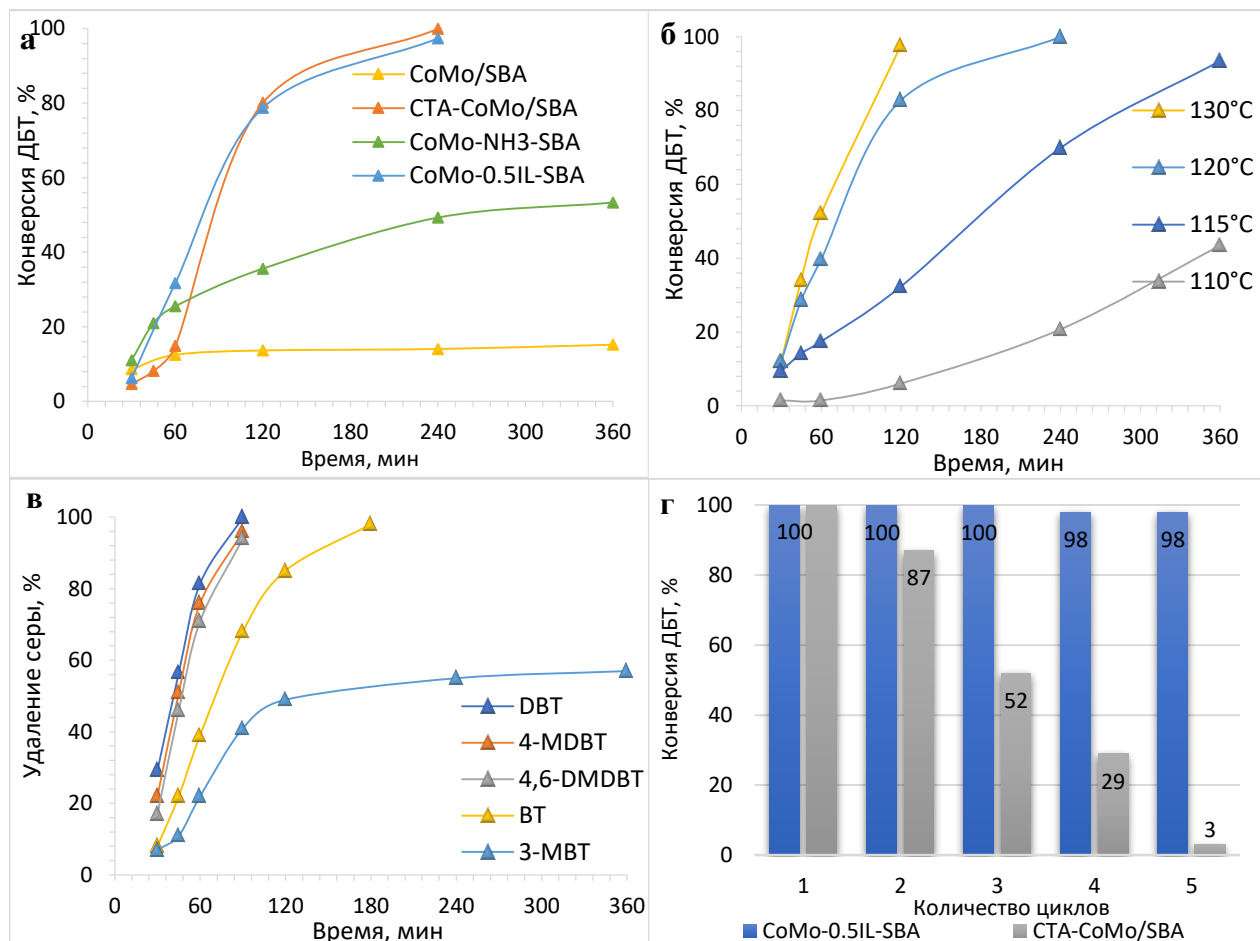 а
Конверсия ДБТ, %
100
80
60
40
20
0
0 60 120 180 240 300 360
Время, мин
CoMo/SBA
CTA-CoMo/SBA
CoMo-NH3-SBA
CoMo-0.5IL-SBA
б
Конверсия ДБТ, %
100
80
60
40
20
0
0 60 120 180 240 300 360
Время, мин
130°C
120°C
115°C
110°C
в
Удаление серы, %
100
80
60
40
20
0
0 60 120 180 240 300 360
Время, мин
DBT
4-MDBT
4,6-DMDBT
BT
3-MBT
г
Конверсия ДБТ, %
100
80
60
40
20
0
100 100 100 98 98
87
52
29
3
1 2 3 4 5
Количество циклов
CoMo-0.5IL-SBA CTA-CoMo/SBA